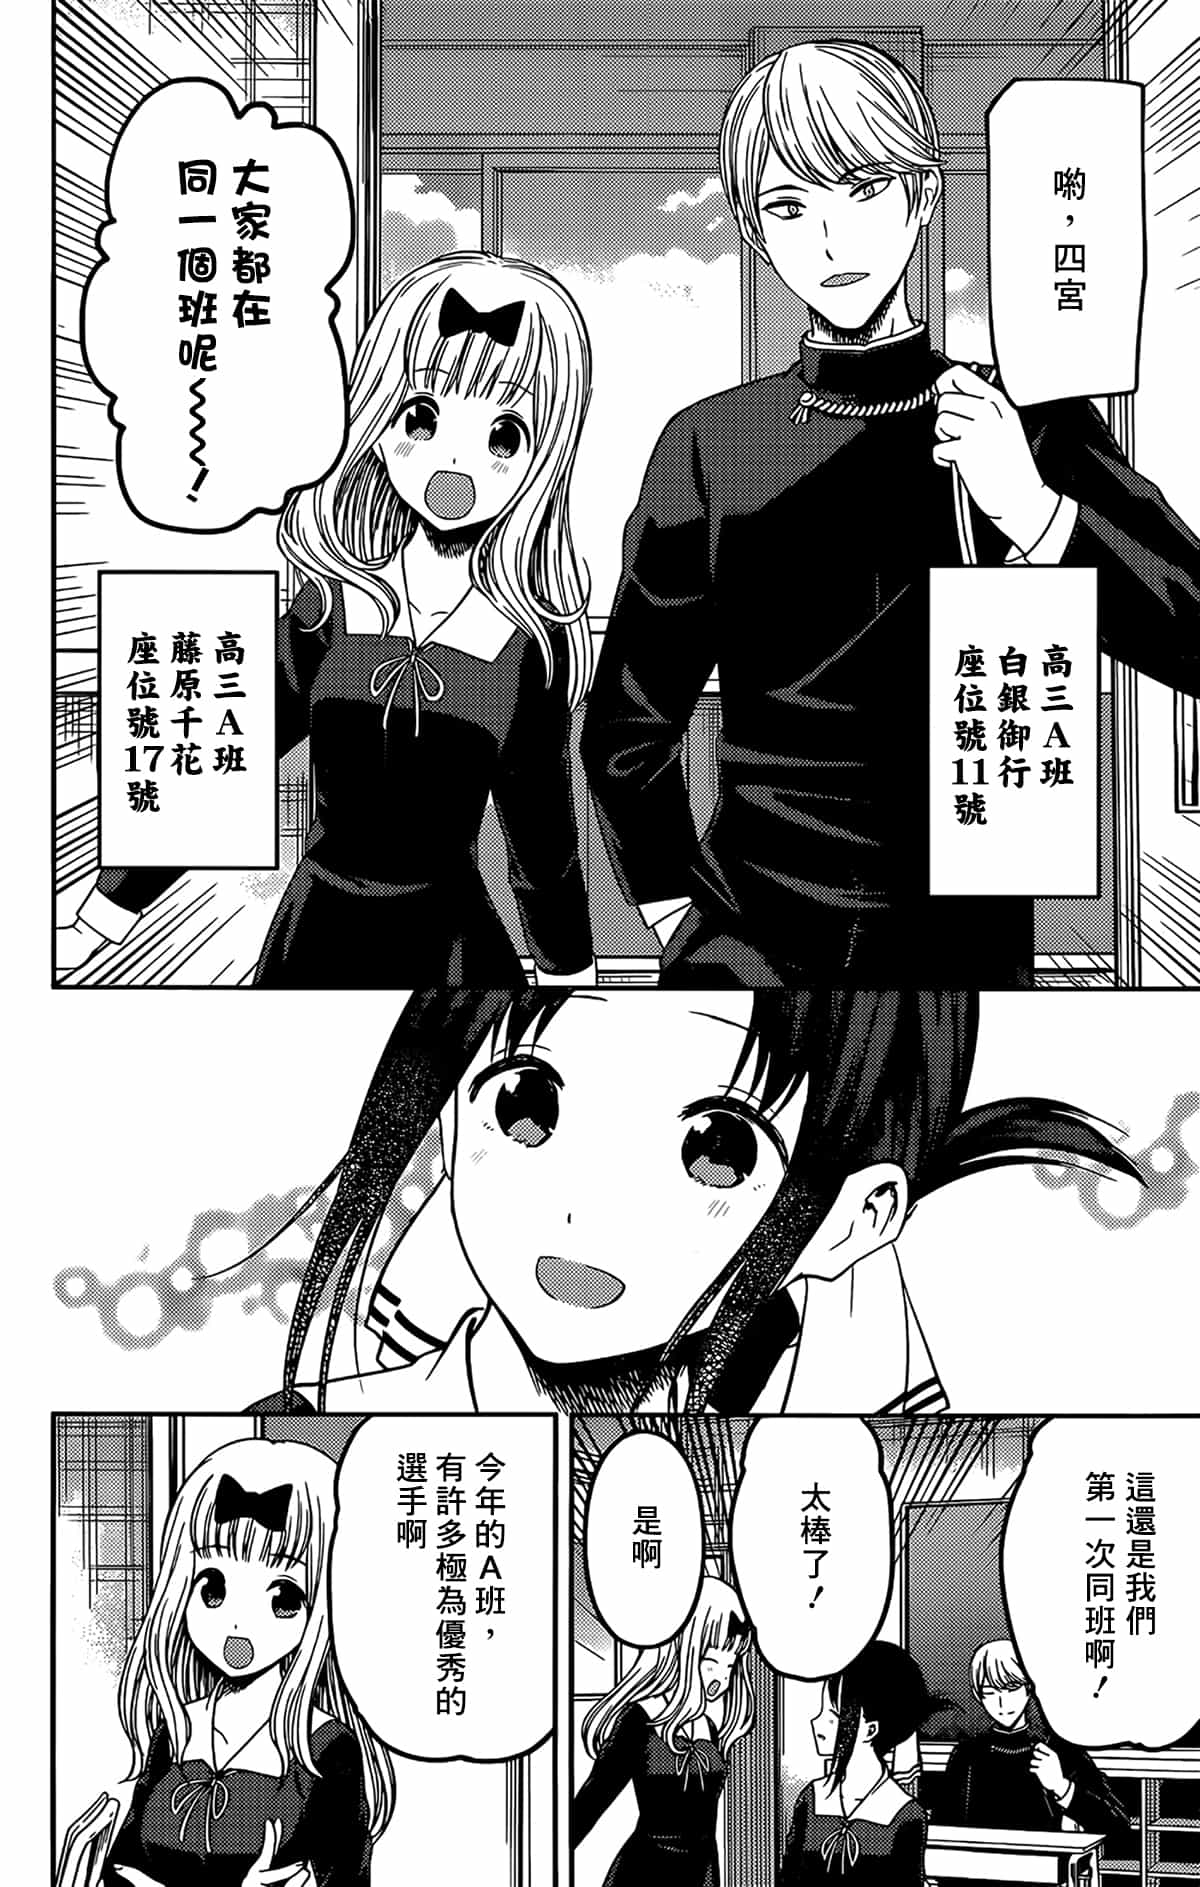 喲，四宮
大家都在
同一個班呢~~~！
高三A班
白銀御行
座位號11號
高三A班
藤原千花
座位號17號
這還是我們
第一次同班啊！
太棒了！
是啊
今年的A班，
有許多極為優秀的
選手啊